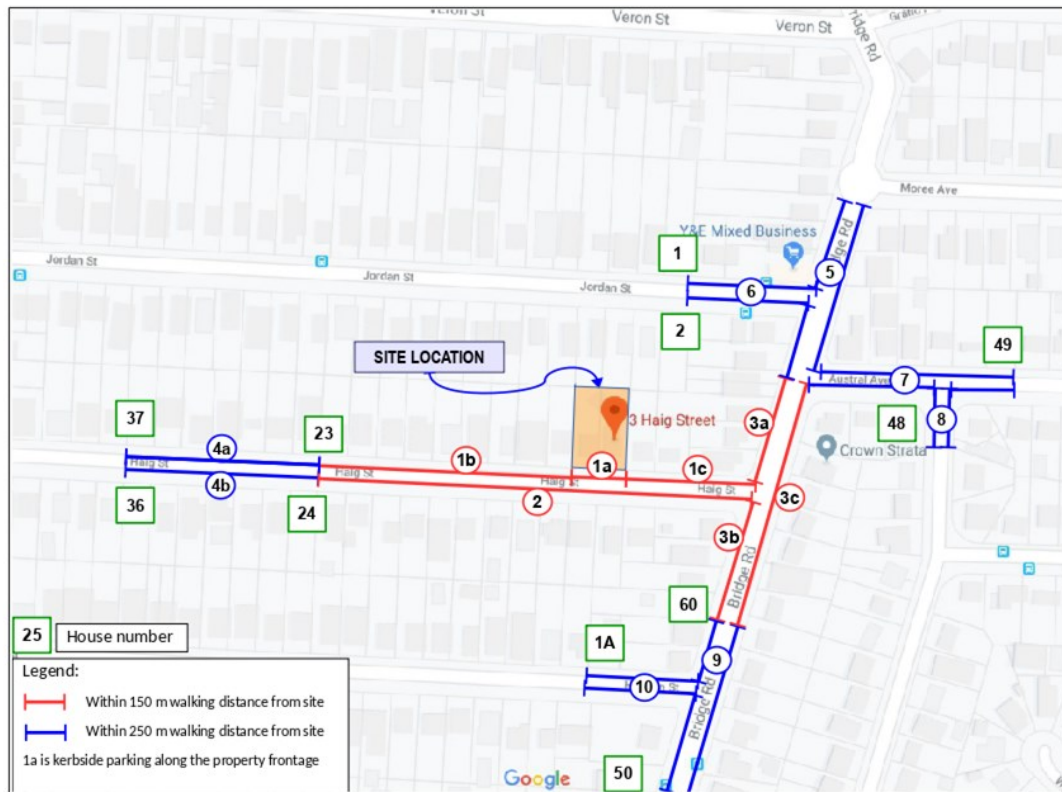 Veron St
Veron St
Veron St
Bridge Rd
Moree Ave
Y&E Mixed Business
1
5
Jordan St
Jordan St
Jordan St
6
2
49
SITE LOCATION
Austral Ave
7
3 Haig Street
3a
48
8
Crown Strata
37
23
4a
1b
1a
1c
Haig St
Haig St
Haig St
Haig St
4b
2
3c
36
24
3b
Bridge Rd
60
25
House number
1A
9
10
Bridge Rd
Legend:
Within 150 m walking distance from site
Within 250 m walking distance from site
1a is kerbside parking along the property frontage
Google
50